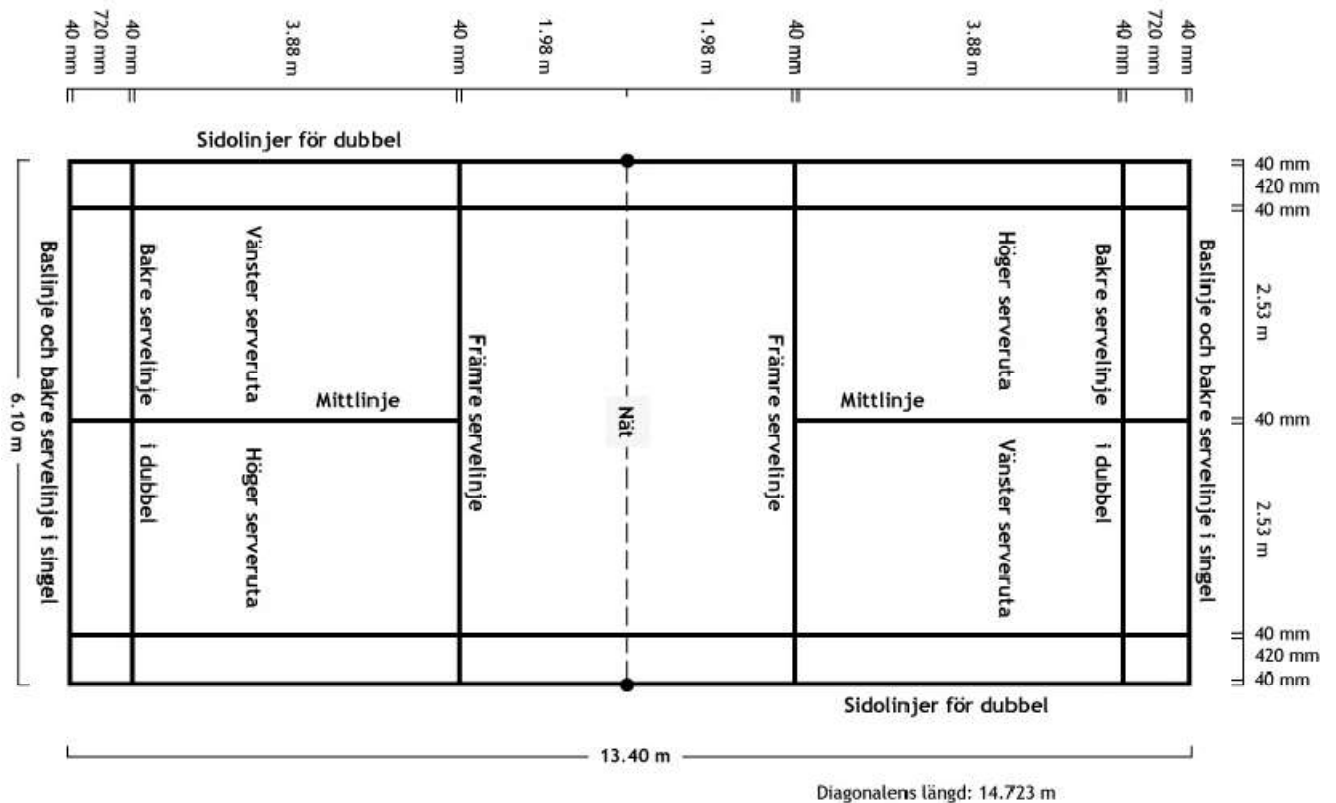 40 mm
720 mm
40 mm
3.88 m
40 mm
1.98 m
1.98 m
40 mm
3.88 m
40 mm
720 mm
40 mm
Sidolinjer för dubbel
40 mm
420 mm
40 mm
2.53 m
40 mm
2.53 m
40 mm
420 mm
40 mm
6.10 m
Baslinje och bakre servelinje i singel
Bakre servelinje i dubbel
Vänster serveruta
Höger serveruta
Mittlinje
Främre servelinje
Nät
Främre servelinje
Mittlinje
Höger serveruta
Vänster serveruta
Bakre servelinje i dubbel
Baslinje och bakre servelinje i singel
Sidolinjer för dubbel
13.40 m
Diagonalens längd: 14.723 m